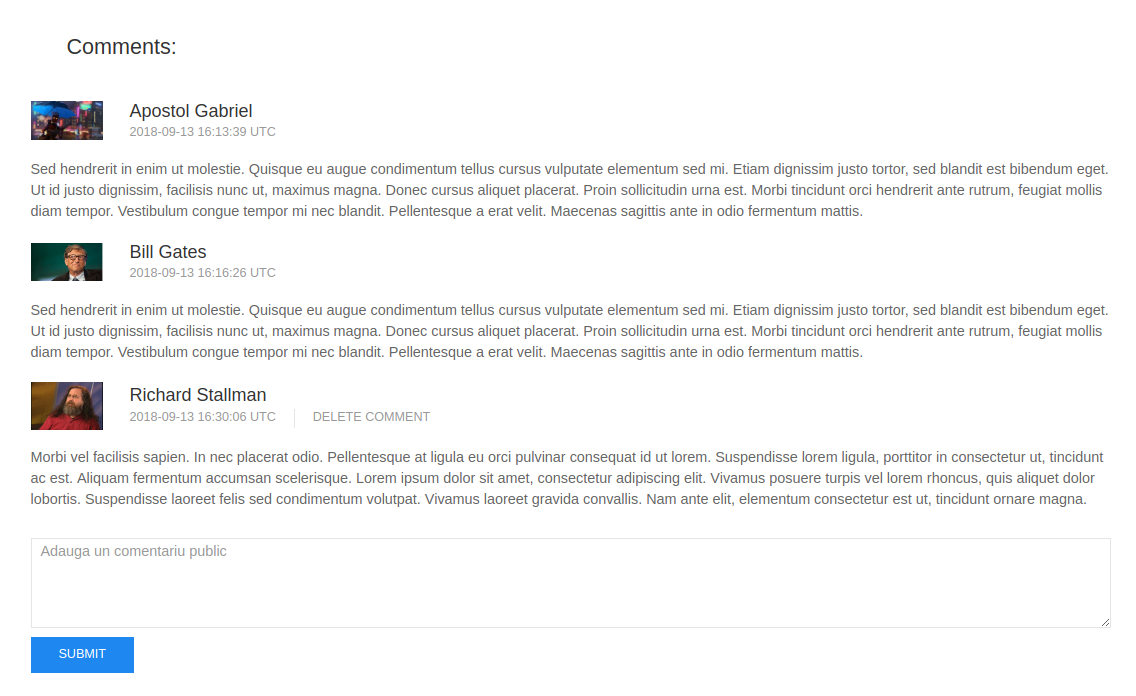 Comments:
Apostol Gabriel
2018-09-13 16:13:39 UTC
Sed hendrerit in enim ut molestie. Quisque eu augue condimentum tellus cursus vulputate elementum sed mi. Etiam dignissim justo tortor, sed blandit est bibendum eget.
Ut id justo dignissim, facilisis nunc ut, maximus magna. Donec cursus aliquet placerat. Proin sollicitudin urna est. Morbi tincidunt orci hendrerit ante rutrum, feugiat mollis
diam tempor. Vestibulum congue tempor mi nec blandit. Pellentesque a erat velit. Maecenas sagittis ante in odio fermentum mattis.
Bill Gates
2018-09-13 16:16:26 UTC
Sed hendrerit in enim ut molestie. Quisque eu augue condimentum tellus cursus vulputate elementum sed mi. Etiam dignissim justo tortor, sed blandit est bibendum eget.
Ut id justo dignissim, facilisis nunc ut, maximus magna. Donec cursus aliquet placerat. Proin sollicitudin urna est. Morbi tincidunt orci hendrerit ante rutrum, feugiat mollis
diam tempor. Vestibulum congue tempor mi nec blandit. Pellentesque a erat velit. Maecenas sagittis ante in odio fermentum mattis.
Richard Stallman
2018-09-13 16:30:06 UTC DELETE COMMENT
Morbi vel facilisis sapien. In nec placerat odio. Pellentesque at ligula eu orci pulvinar consequat id ut lorem. Suspendisse lorem ligula, porttitor in consectetur ut, tincidunt
ac est. Aliquam fermentum accumsan scelerisque. Lorem ipsum dolor sit amet, consectetur adipiscing elit. Vivamus posuere turpis vel lorem rhoncus, quis aliquet dolor
lobortis. Suspendisse laoreet felis sed condimentum volutpat. Vivamus laoreet gravida convallis. Nam ante elit, elementum consectetur est ut, tincidunt ornare magna.
Adauga un comentariu public
SUBMIT